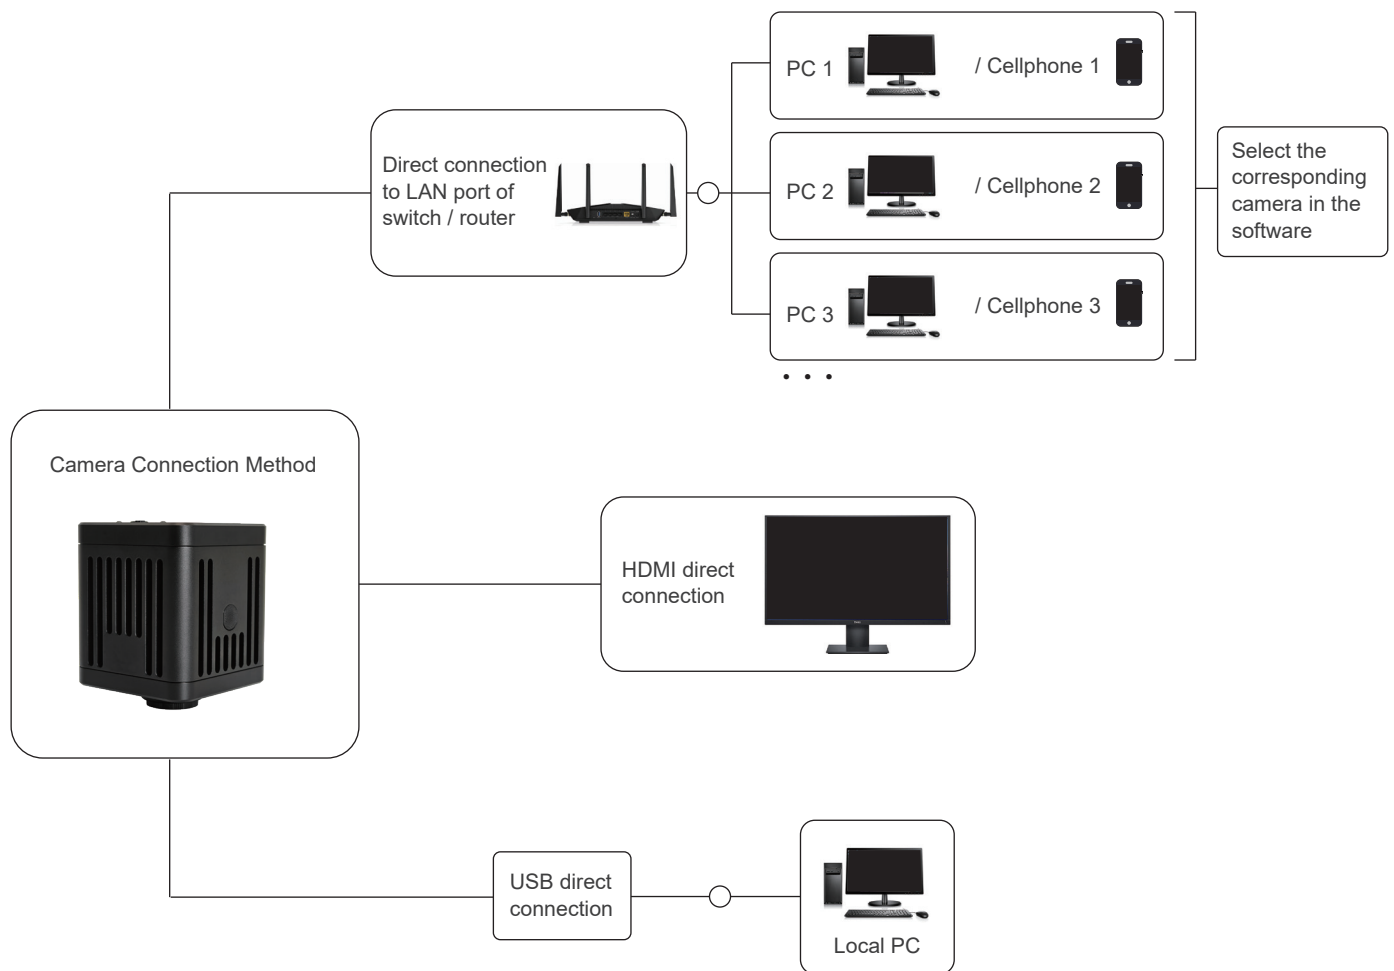 PC 1
/ Cellphone 1
Direct connection
to LAN port of
switch / router
PC 2
/ Cellphone 2
Select the
corresponding
camera in the
software
PC 3
/ Cellphone 3
. . .
Camera Connection Method
HDMI direct
connection
USB direct
connection
Local PC